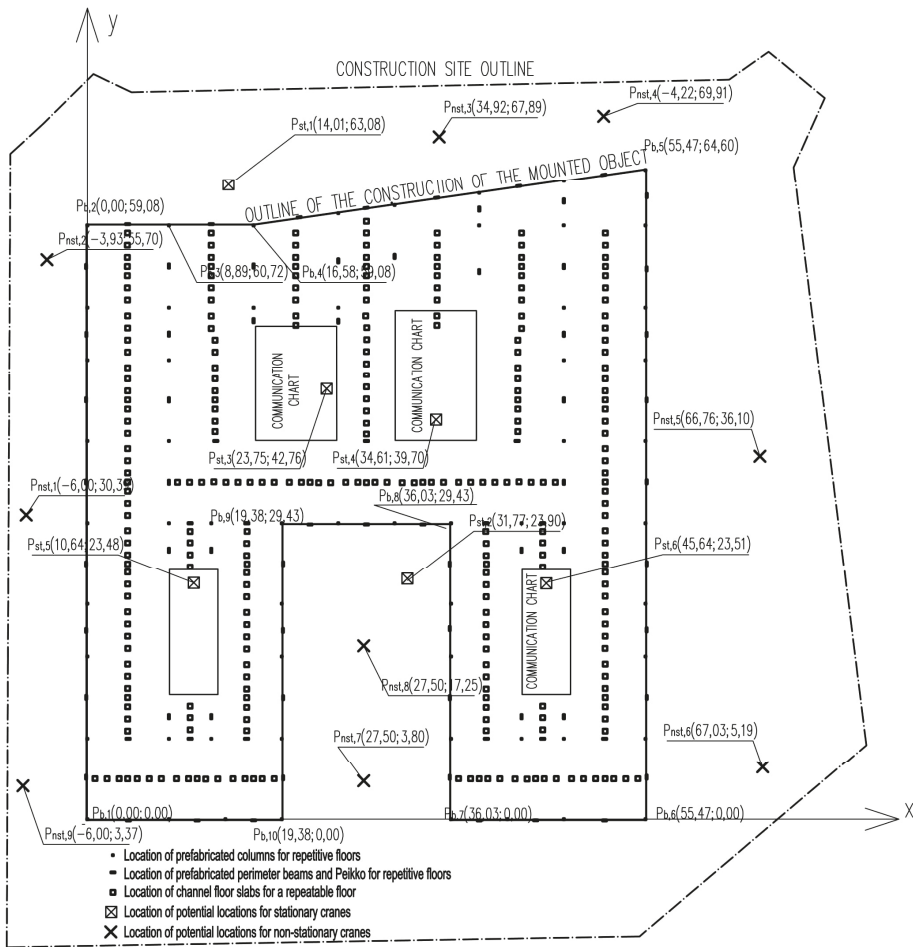 y
CONSTRUCTION SITE OUTLINE
Pnst,4(−4,22;69,91)
Pnst,3(34,92;67,89)
Pst,1(14,01;63,08)
Pb,5(55,47;64,60)
OUTLINE OF THE CONSTRUCTION OF THE MOUNTED OBJECT
Pb,2(0,00;59,08)
Pnst,2(−3,93;55,70)
(8,89;60,72)
Pb,4(16,58;59,08)
COMMUNICATION
CHART
COMMUNICATION CHART
Pnst,5(66,76;36,10)
Pst,3(23,75;42,76)
Pst,4(34,61;39,70)
Pnst,1(−6,00;30,3
Pb,8(36,03;29,43)
Pb,9(19,38;29,43)
Pst,2(31,77;23,90)
Pst,5(10,64;23,48)
Pst,6(45,64;23,51)
COMMUNICATION CHART
Pnst,8(27,50;17,25)
Pnst,7(27,50;3,80)
Pnst,6(67,03;5,19)
Pb,1(0,00;0,00)
Pb,7(36,03;0,00)
Pb,6(55,47;0,00)
x
Pnst,9(−6,00;3,37)
Pb,10(19,38;0,00)
Location of prefabricated columns for repetitive floors
Location of prefabricated perimeter beams and Peikko for repetitive floors
Location of channel floor slabs for a repeatable floor
Location of potential locations for stationary cranes
Location of potential locations for non-stationary cranes